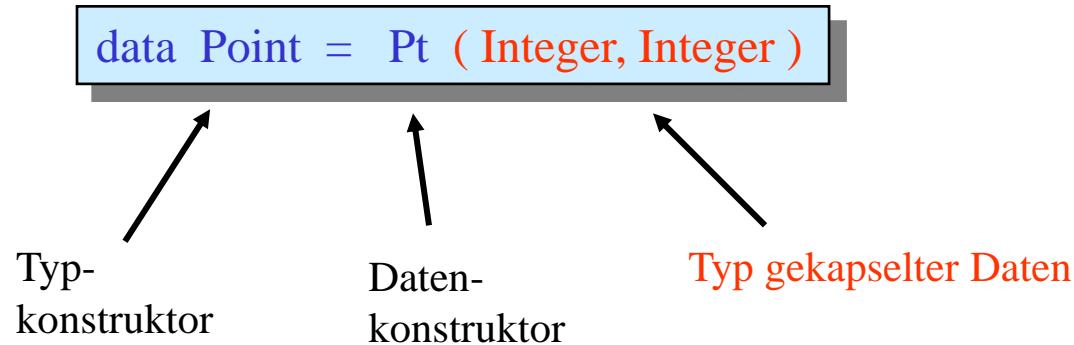 data Point = Pt ( Integer, Integer )
Typ-
konstruktor
Daten-
konstruktor
Typ gekapselter Daten